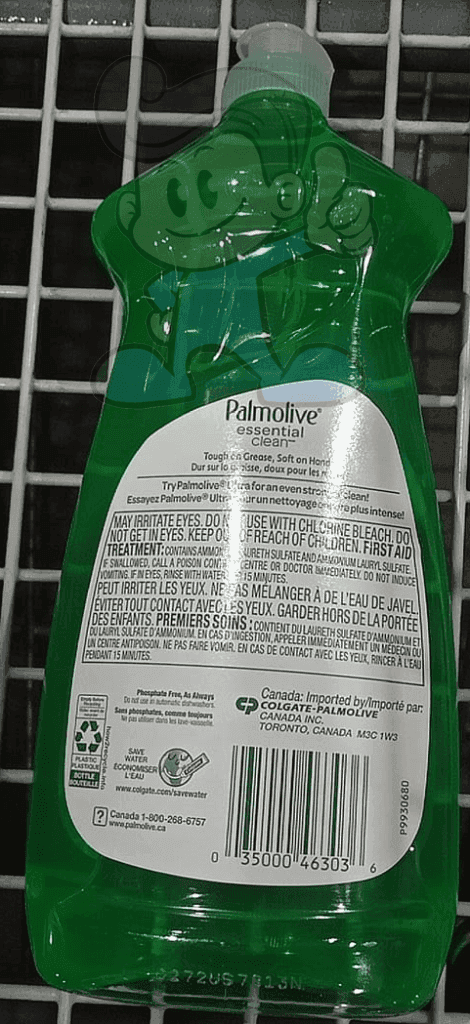 Palmolive®
essential
clean™
Tough on Grease, Soft on Hand
Dur sur la graisse, doux pour les
Try Palmolive® Ultra for an even stronger clean!
Essayez Palmolive® Ultra pour un nettoyage encore plus intense!
MAY IRRITATE EYES. DO NOT USE WITH CHLORINE BLEACH. DO
NOT GET IN EYES. KEEP OUT OF REACH OF CHILDREN. FIRST AID
TREATMENT: CONTAINS AMMONIUM LAURETH SULFATE AND AMMONIUM LAURYL SULFATE.
IF SWALLOWED, CALL A POISON CONTROL CENTRE OR DOCTOR IMMEDIATELY. DO NOT INDUCE
VOMITING. IF IN EYES, RINSE WITH WATER FOR 15 MINUTES.
PEUT IRRITER LES YEUX. NE PAS MÉLANGER À DE L'EAU DE JAVEL.
ÉVITER TOUT CONTACT AVEC LES YEUX. GARDER HORS DE LA PORTÉE
DES ENFANTS. PREMIERS SOINS : CONTIENT DU LAURETH SULFATE D'AMMONIUM ET
DU LAURYL SULFATE D'AMMONIUM. EN CAS D'INGESTION, APPELER IMMÉDIATEMENT UN MÉDECIN OU
UN CENTRE ANTIPOISON. NE PAS FAIRE VOMIR. EN CAS DE CONTACT AVEC LES YEUX, RINCER À L'EAU
PENDANT 15 MINUTES.
Phosphate Free, As Always
Do not use in automatic dishwashers.
Sans phosphates, comme toujours
Ne pas utiliser dans les lave-vaisselle.
Canada: Imported by/Importé par:
COLGATE-PALMOLIVE
CANADA INC.
TORONTO, CANADA M3C 1W3
how2recycle.info
PLASTIC
PLASTIQUE
BOTTLE
BOUTEILLE
SAVE
WATER
ÉCONOMISER
L'EAU
www.colgate.com/savewater
? Canada 1-800-268-6757
www.palmolive.ca
0 35000 46303 6
P9930680